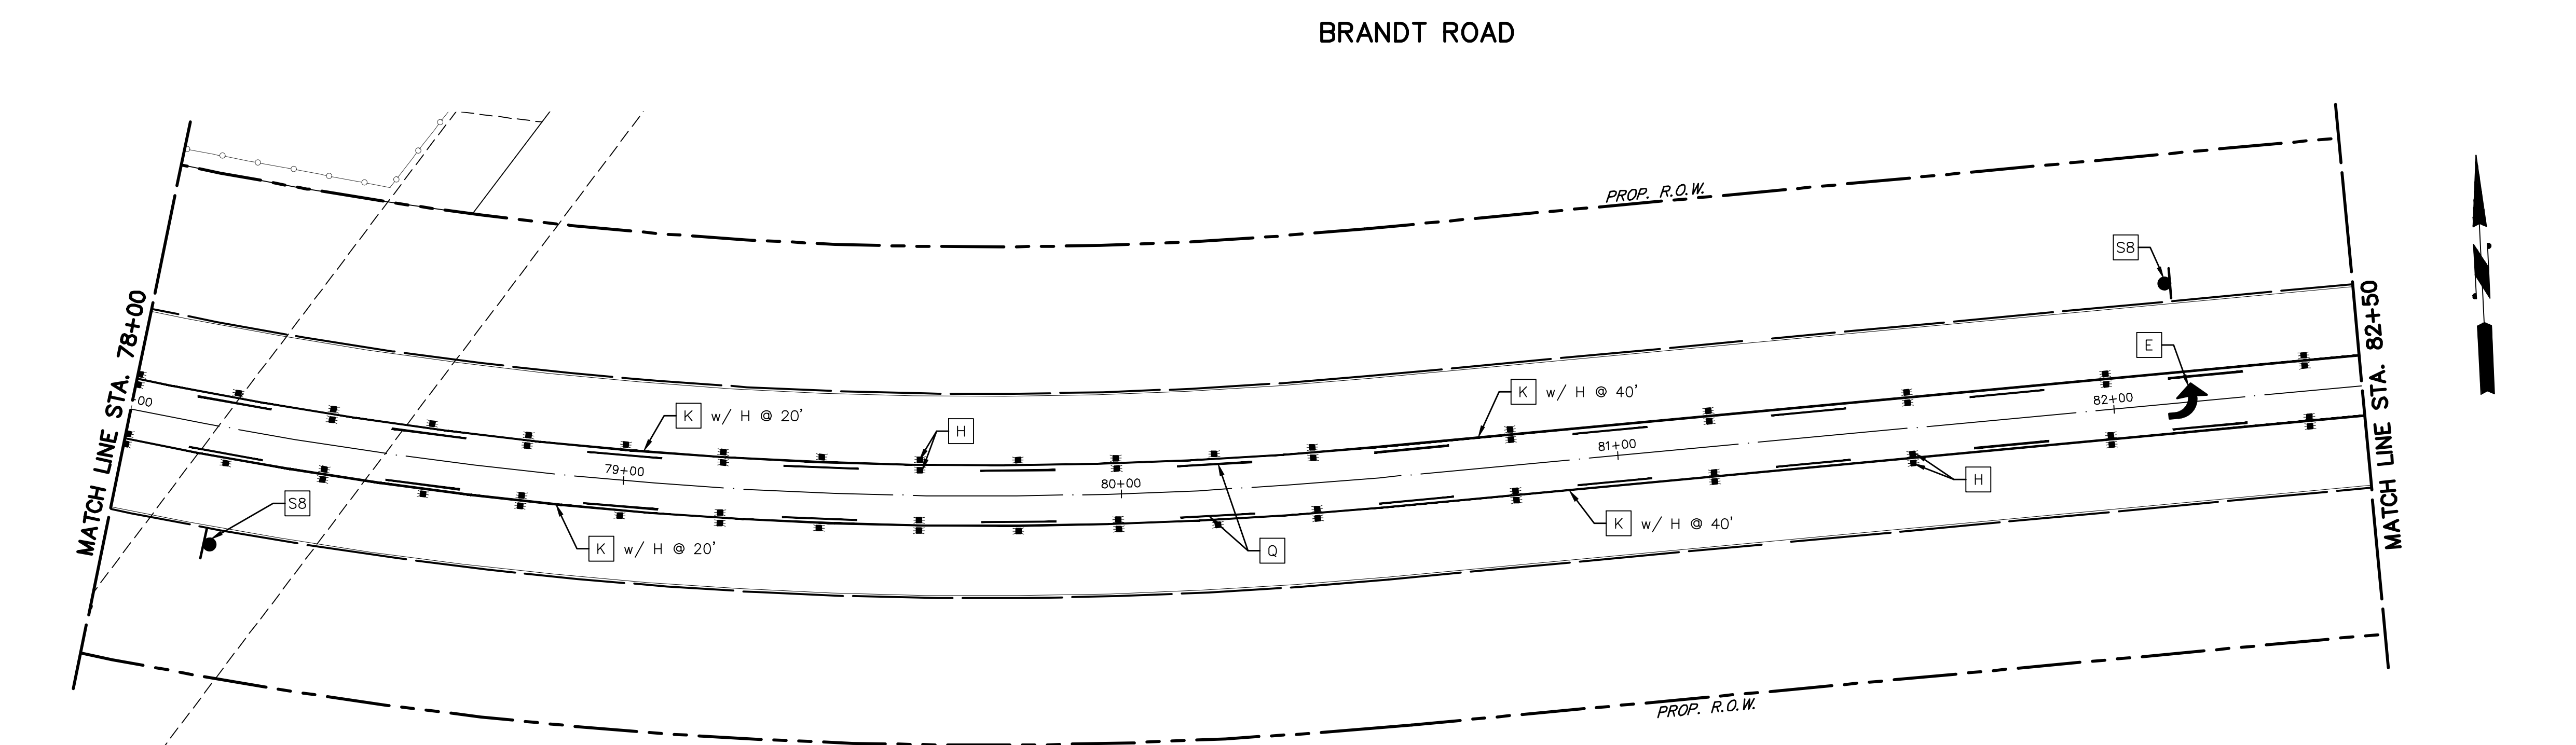 BRANDT ROAD
PROP. R.O.W.
S8
MATCH LINE STA. 78+00
MATCH LINE STA. 82+50
E
K w/ H @ 20'
K w/ H @ 40'
00
H
82+00
81+00
79+00
80+00
H
S8
K w/ H @ 20'
Q
K w/ H @ 40'
PROP. R.O.W.
N